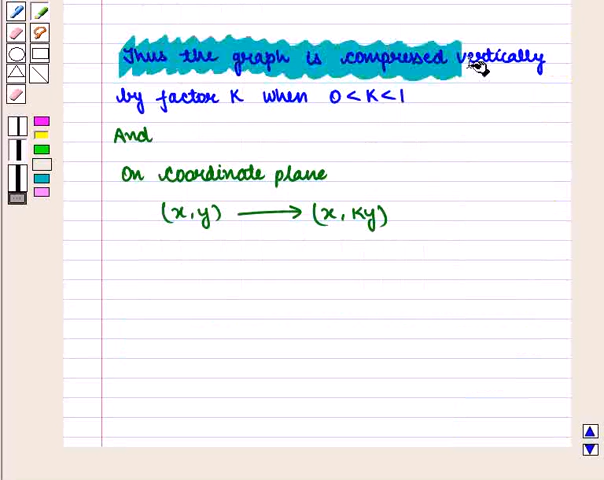 Thus the graph is compressed vertically
by factor K when 0 < K < 1
And
On coordinate plane
(x, y) ⟶ (x, Ky)